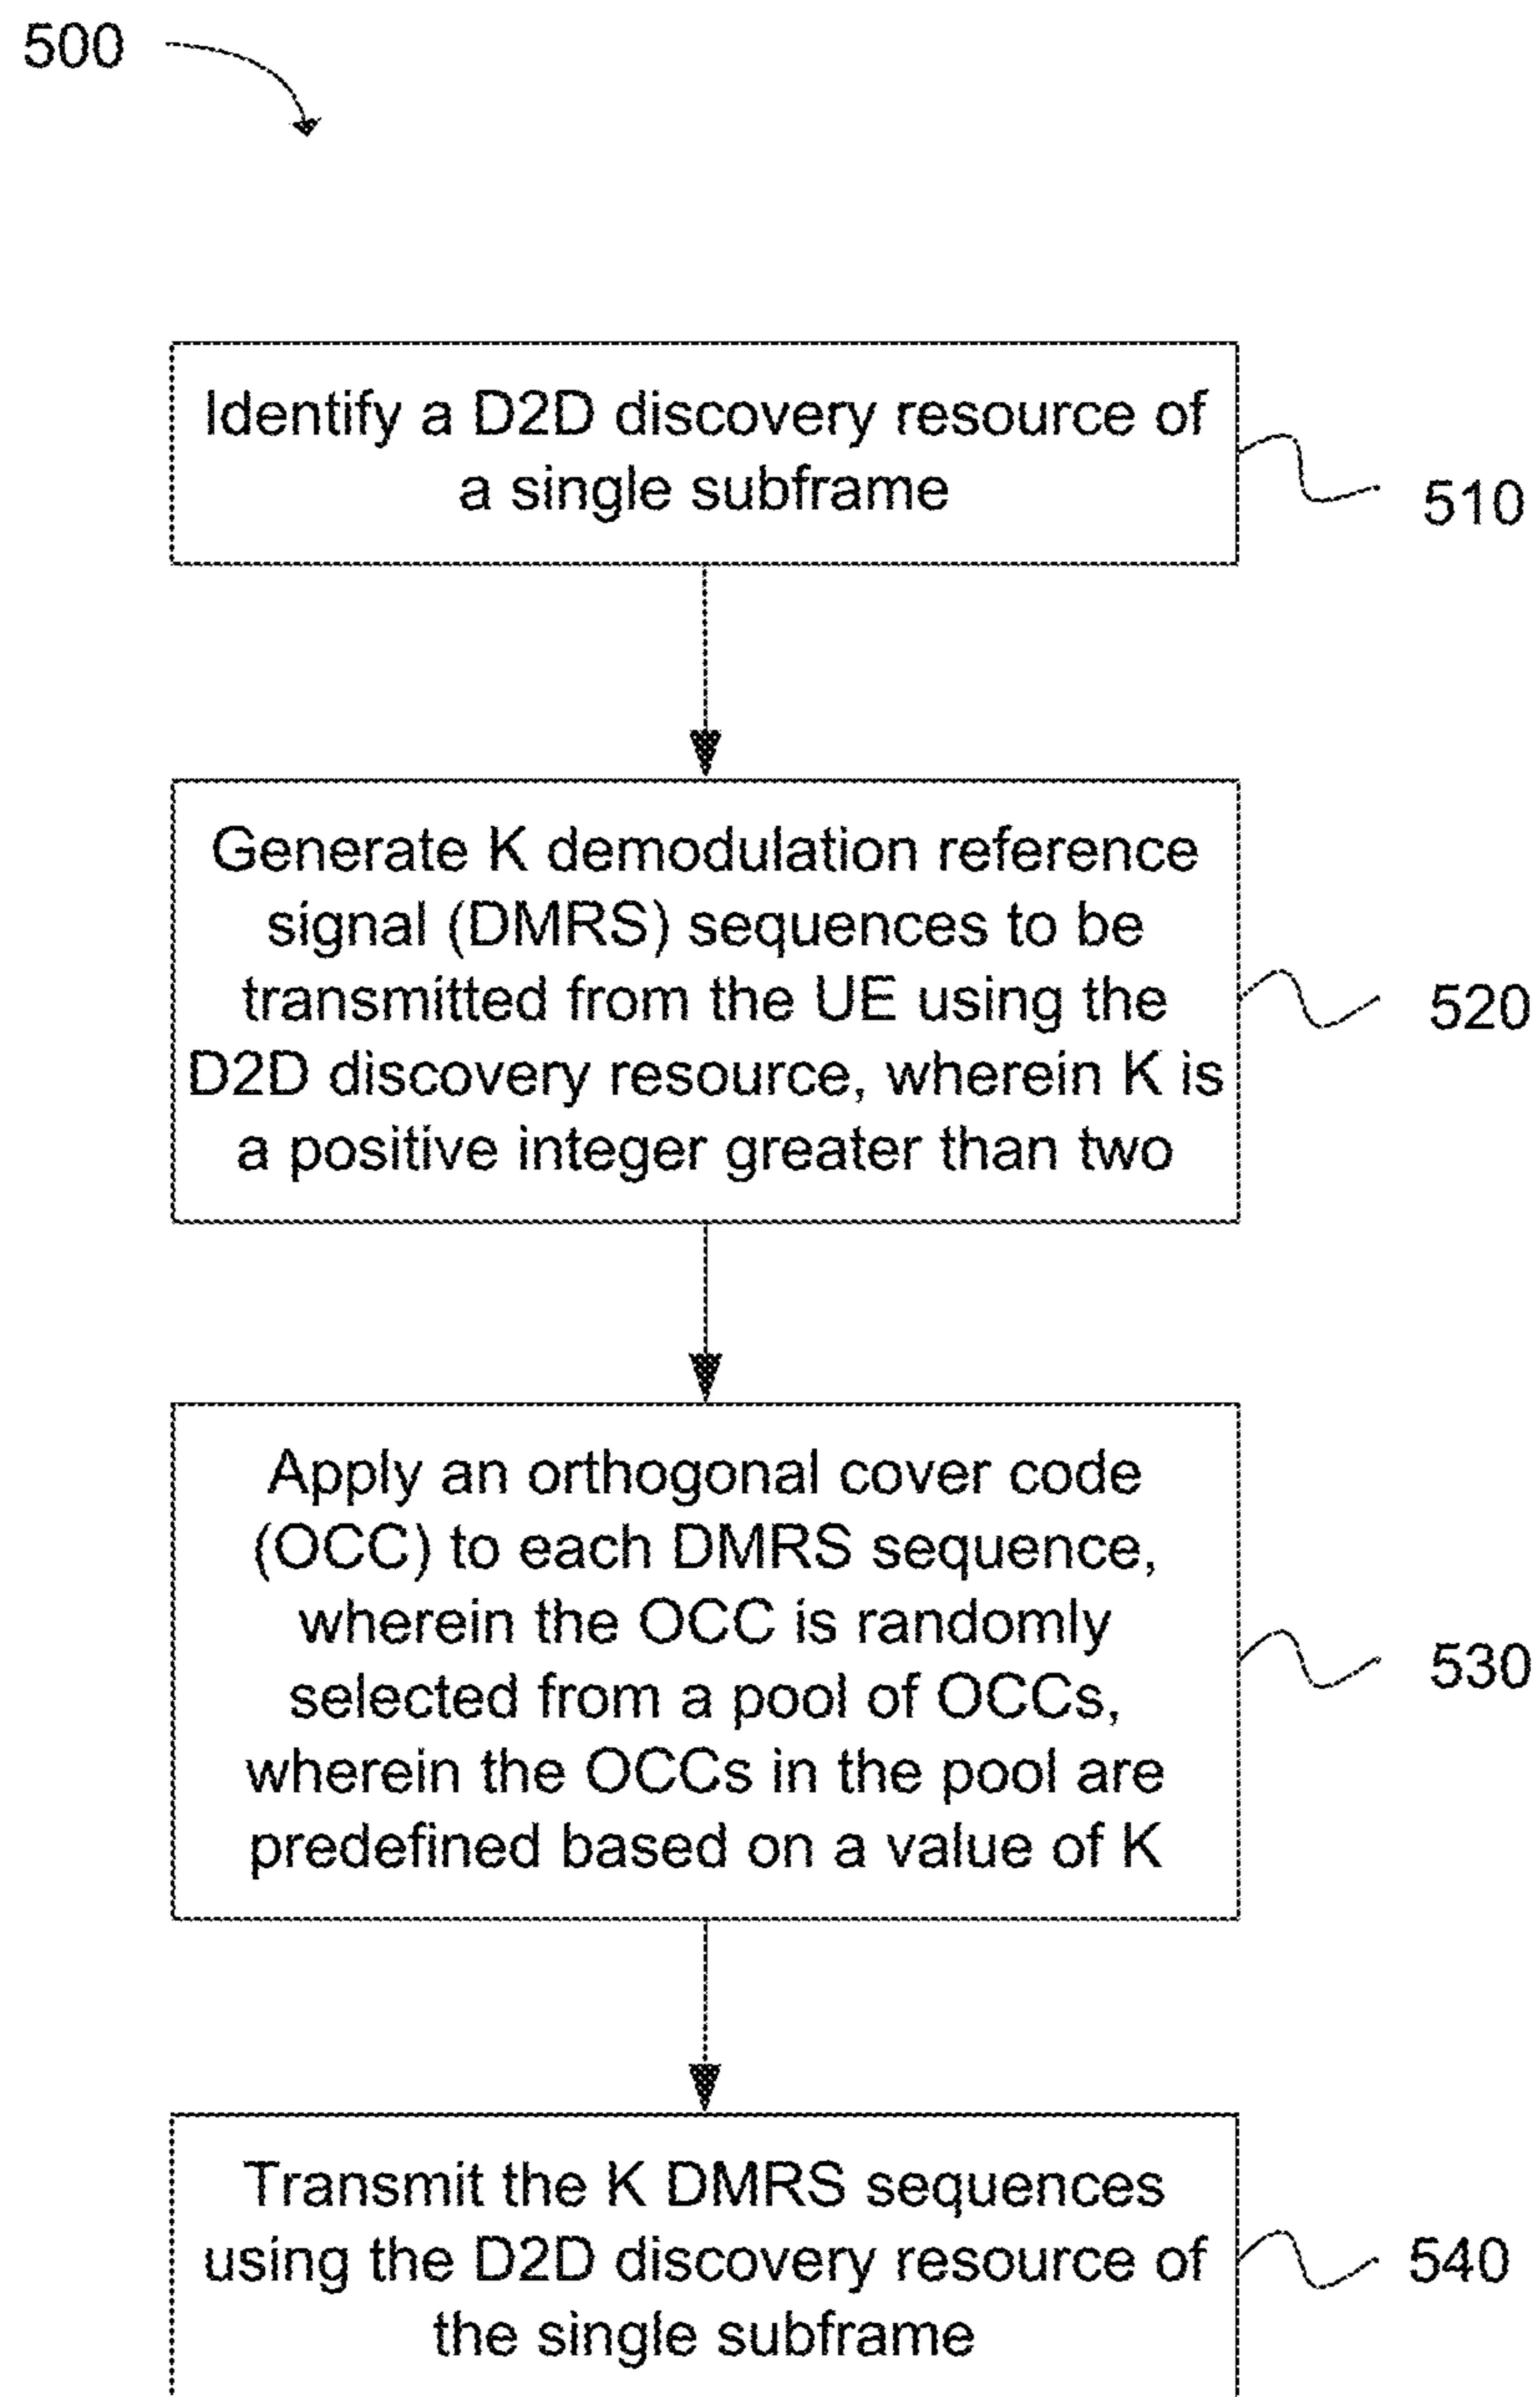 500
Identify a D2D discovery resource of
a single subframe
510
Generate K demodulation reference
signal (DMRS) sequences to be
transmitted from the UE using the
D2D discovery resource, wherein K is
a positive integer greater than two
520
Apply an orthogonal cover code
(OCC) to each DMRS sequence,
wherein the OCC is randomly
selected from a pool of OCCs,
wherein the OCCs in the pool are
predefined based on a value of K
530
Transmit the K DMRS sequences
using the D2D discovery resource of
the single subframe
540